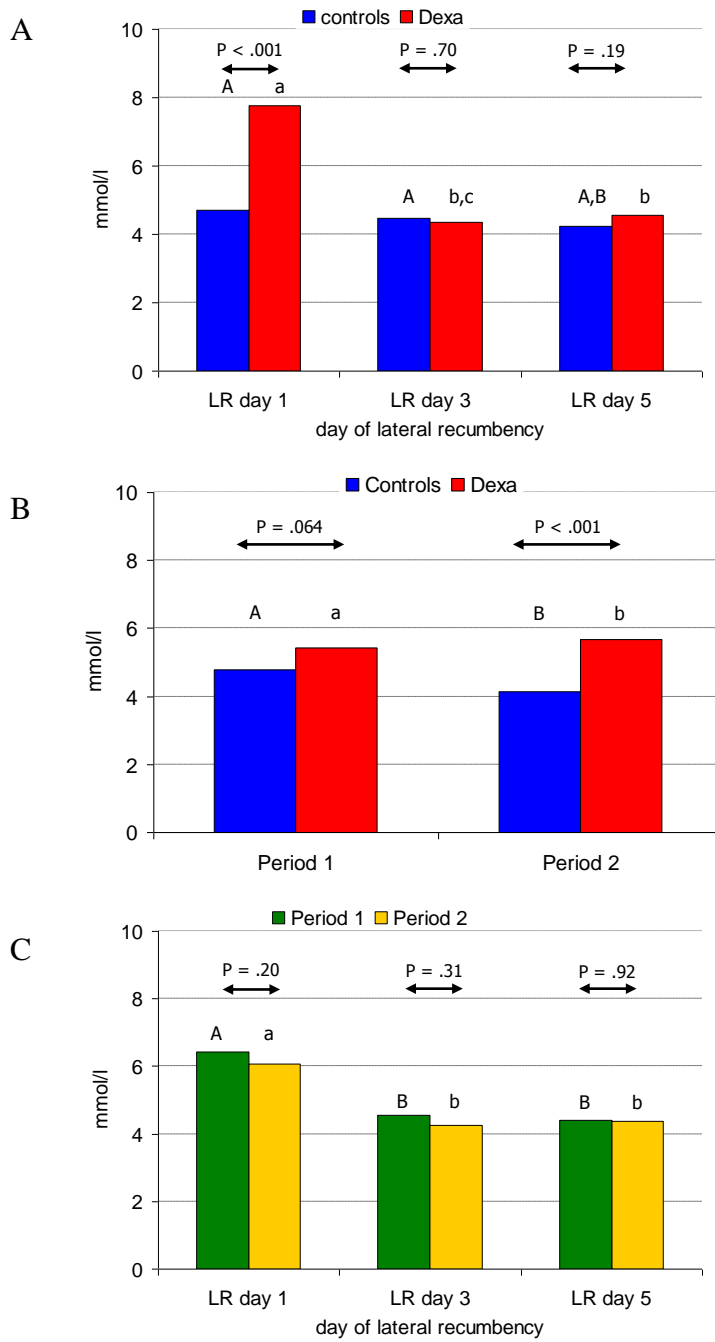 A
controls Dexa
P < .001 P = .70 P = .19
10
A a
8
6
A b,c A,B b
4
2
0
mmol/l
LR day 1 LR day 3 LR day 5
day of lateral recumbency
B
Controls Dexa
10
P = .064 P < .001
8
A a B b
6
4
2
0
mmol/l
Period 1 Period 2
C
Period 1 Period 2
10
P = .20 P = .31 P = .92
8
A a
6
B b B b
4
2
0
mmol/l
LR day 1 LR day 3 LR day 5
day of lateral recumbency